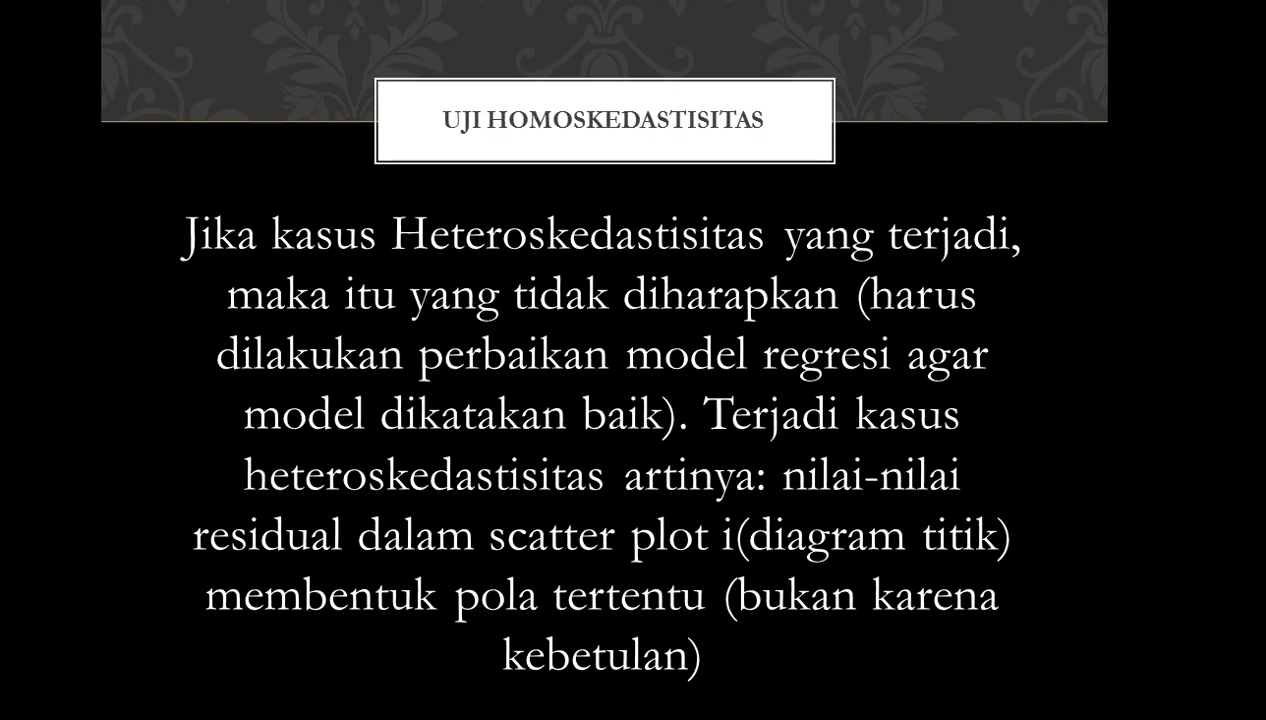 UJI HOMOSKEDASTISITAS
Jika kasus Heteroskedastisitas yang terjadi,
maka itu yang tidak diharapkan (harus
dilakukan perbaikan model regresi agar
model dikatakan baik). Terjadi kasus
heteroskedastisitas artinya: nilai-nilai
residual dalam scatter plot i(diagram titik)
membentuk pola tertentu (bukan karena
kebetulan)